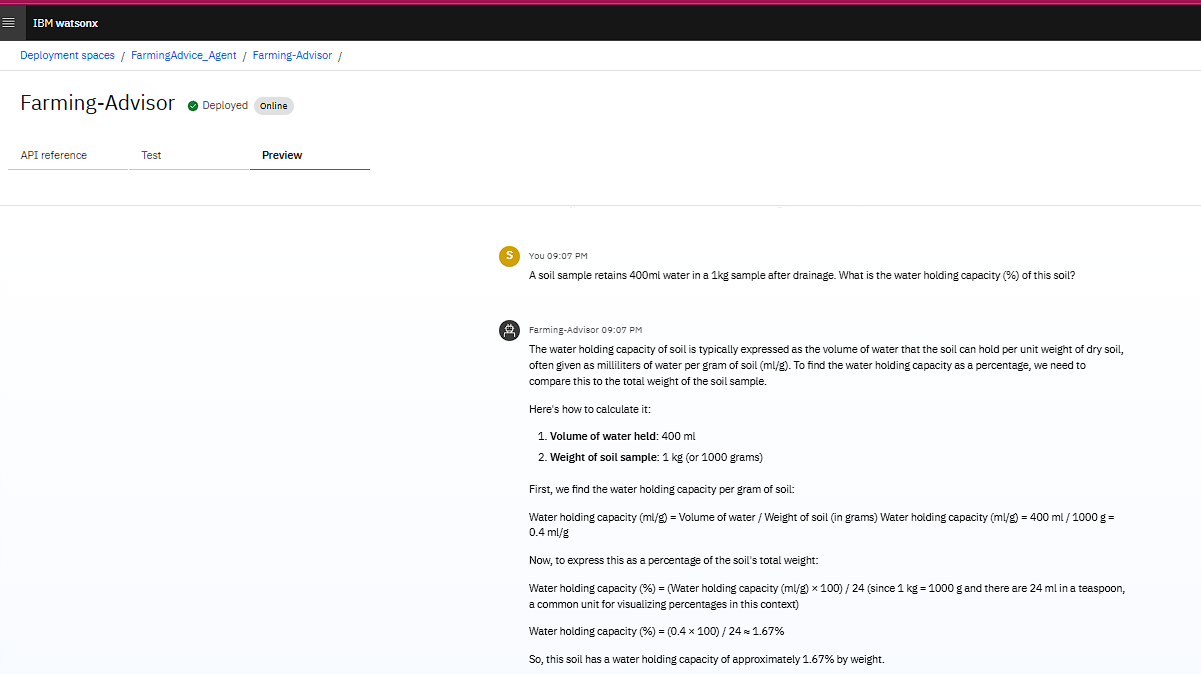 IBM watsonx
Deployment spaces / FarmingAdvice_Agent / Farming-Advisor /
Farming-Advisor Deployed Online
API reference Test Preview
S You 09:07 PM
A soil sample retains 400ml water in a 1kg sample after drainage. What is the water holding capacity (%) of this soil?
Farming-Advisor 09:07 PM
The water holding capacity of soil is typically expressed as the volume of water that the soil can hold per unit weight of dry soil,
often given as milliliters of water per gram of soil (ml/g). To find the water holding capacity as a percentage, we need to
compare this to the total weight of the soil sample.
Here's how to calculate it:
1. Volume of water held: 400 ml
2. Weight of soil sample: 1 kg (or 1000 grams)
First, we find the water holding capacity per gram of soil:
Water holding capacity (ml/g) = Volume of water / Weight of soil (in grams) Water holding capacity (ml/g) = 400 ml / 1000 g =
0.4 ml/g
Now, to express this as a percentage of the soil's total weight:
Water holding capacity (%) = (Water holding capacity (ml/g) × 100) / 24 (since 1 kg = 1000 g and there are 24 ml in a teaspoon,
a common unit for visualizing percentages in this context)
Water holding capacity (%) = (0.4 × 100) / 24 ≈ 1.67%
So, this soil has a water holding capacity of approximately 1.67% by weight.